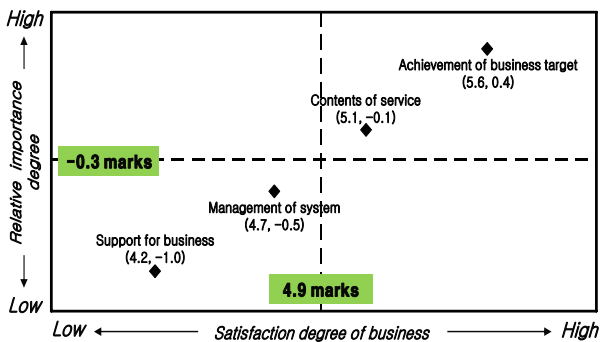 High
Relative importance
degree
Low
Achievement of business target
(5.6, 0.4)
Contents of service
(5.1, −0.1)
−0.3 marks
Management of system
(4.7, −0.5)
Support for business
(4.2, −1.0)
4.9 marks
Low
Satisfaction degree of business
High